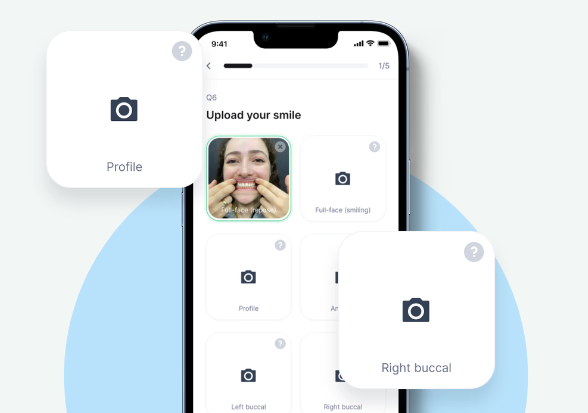 Profile
?
9:41
1/5
Q6
Upload your smile
Full-face (repose)
?
Full-face (smiling)
?
Profile
An
?
Right buccal
?
Left buccal
Right buccal